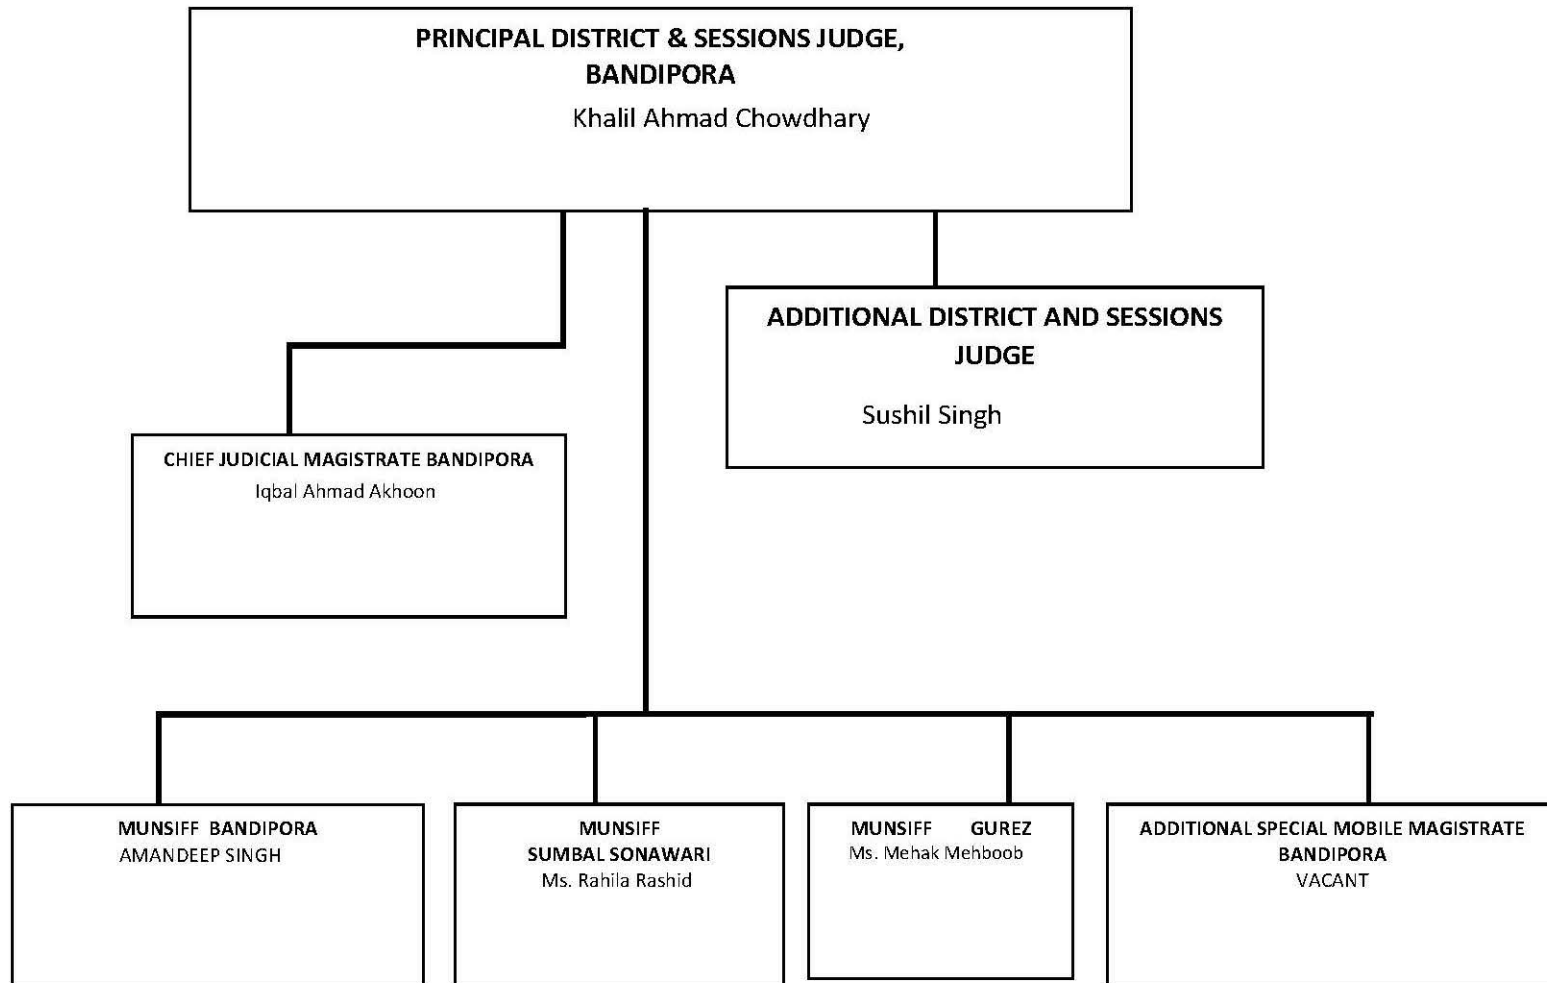 PRINCIPAL DISTRICT & SESSIONS JUDGE,
BANDIPORA
Khalil Ahmad Chowdhary
ADDITIONAL DISTRICT AND SESSIONS
JUDGE
Sushil Singh
CHIEF JUDICIAL MAGISTRATE BANDIPORA
Iqbal Ahmad Akhoon
MUNSIFF BANDIPORA
AMANDEEP SINGH
MUNSIFF
SUMBAL SONAWARI
Ms. Rahila Rashid
MUNSIFF GUREZ
Ms. Mehak Mehboob
ADDITIONAL SPECIAL MOBILE MAGISTRATE
BANDIPORA
VACANT